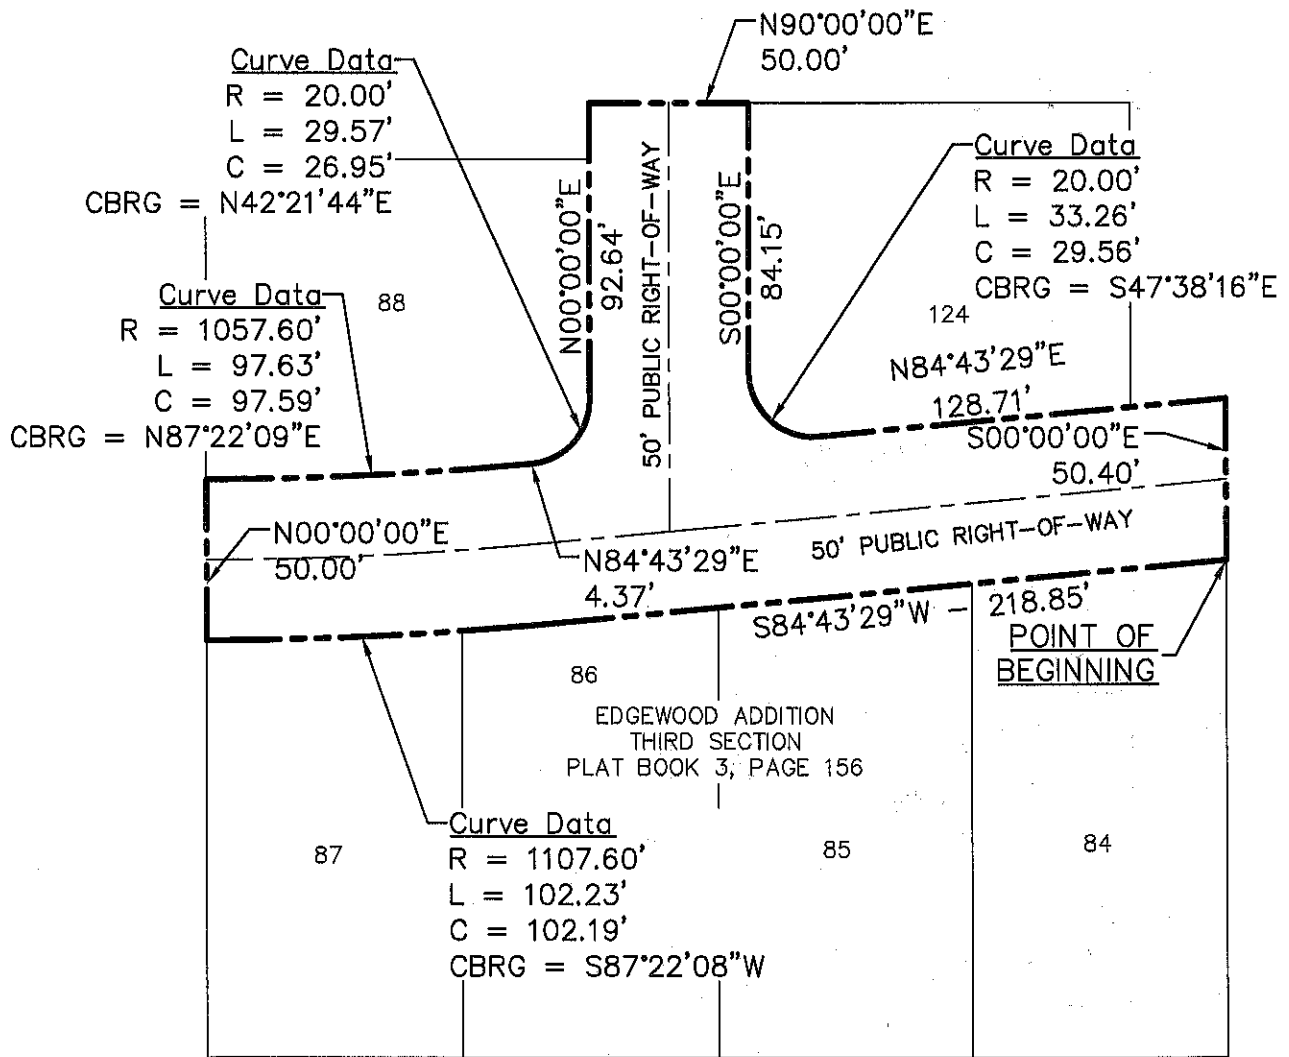 N90°00'00"E
50.00'
Curve Data
R = 20.00'
L = 29.57'
C = 26.95'
CBRG = N42°21'44"E
Curve Data
R = 20.00'
L = 33.26'
C = 29.56'
CBRG = S47°38'16"E
N00°00'00"E
92.64'
50' PUBLIC RIGHT-OF-WAY
S00°00'00"E
84.15'
Curve Data
R = 1057.60'
L = 97.63'
C = 97.59'
CBRG = N87°22'09"E
88
124
N84°43'29"E
128.71'
S00°00'00"E
50.40'
N00°00'00"E
50.00'
N84°43'29"E
4.37'
50' PUBLIC RIGHT-OF-WAY
S84°43'29"W - 218.85'
POINT OF
BEGINNING
86
EDGEWOOD ADDITION
THIRD SECTION
PLAT BOOK 3, PAGE 156
Curve Data
R = 1107.60'
L = 102.23'
C = 102.19'
CBRG = S87°22'08"W
87
85
84